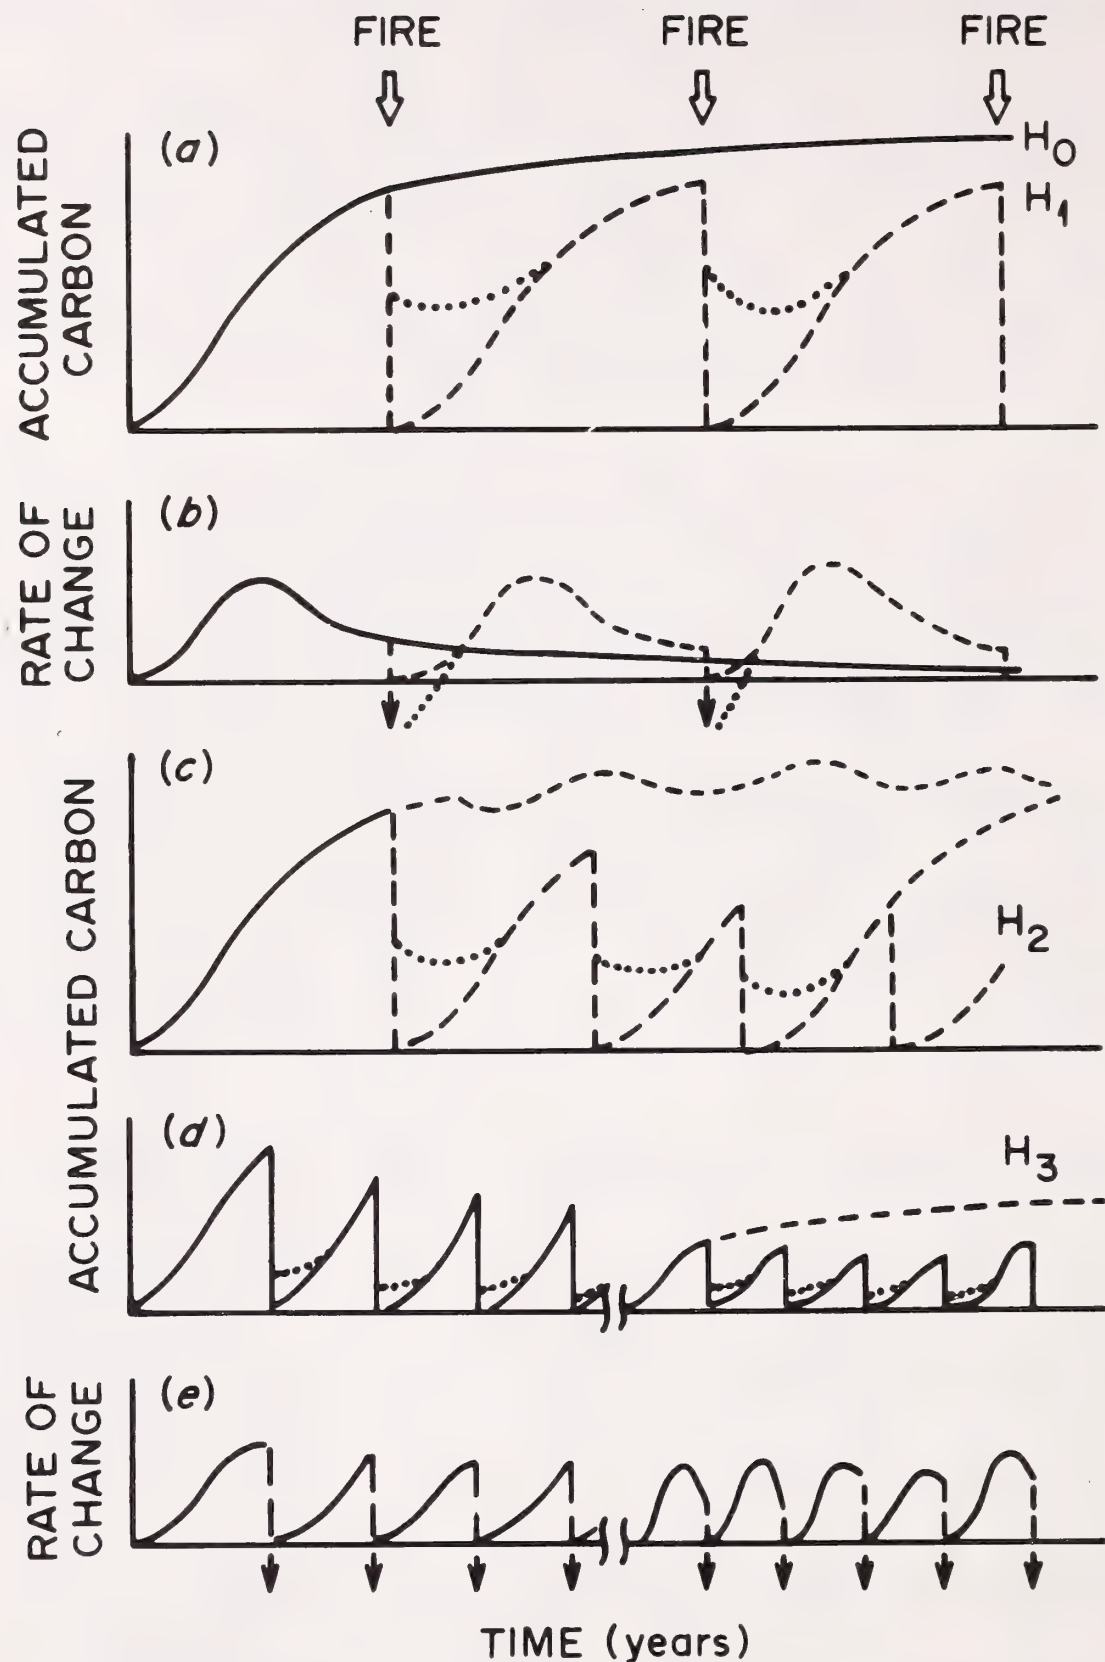 FIRE FIRE FIRE
(a)
H0
H1
ACCUMULATED
CARBON
(b)
RATE OF
CHANGE
(c)
H2
ACCUMULATED CARBON
(d)
H3
(e)
RATE OF
CHANGE
TIME (years)